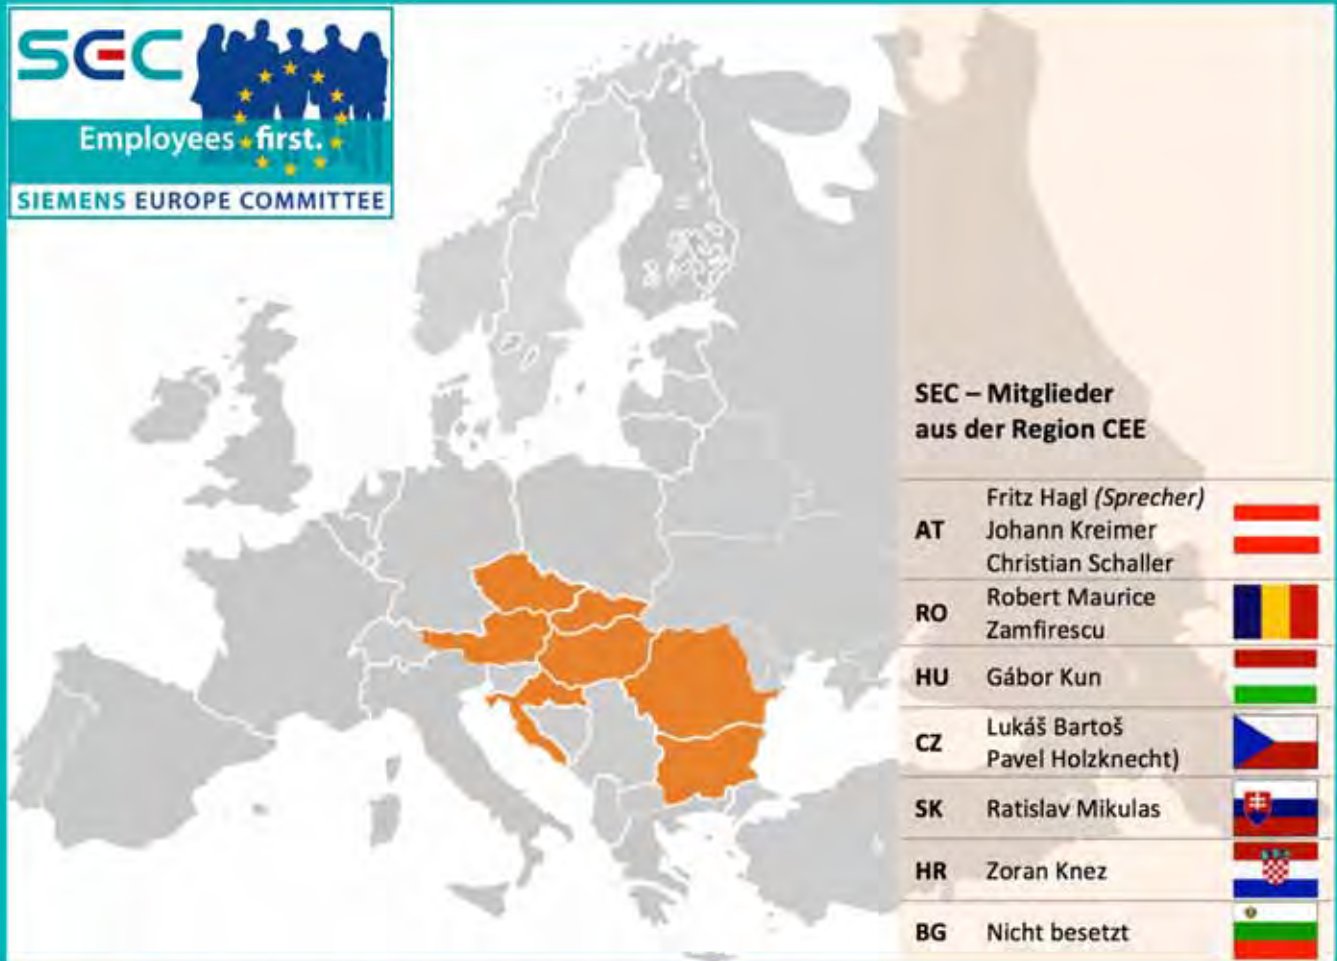 SEC
Employees first.
SIEMENS EUROPE COMMITTEE
SEC – Mitglieder
aus der Region CEE
AT
Fritz Hagl (Sprecher)
Johann Kreimer
Christian Schaller
RO
Robert Maurice
Zamfirescu
HU Gábor Kun
CZ
Lukáš Bartoš
Pavel Holzknecht)
SK Ratislav Mikulas
HR Zoran Knez
BG Nicht besetzt